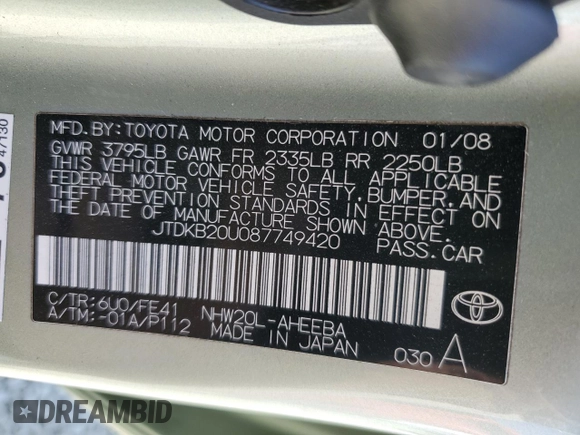 MFD.BY:TOYOTA MOTOR CORPORATION 01/08
GVWR 3795LB GAWR FR 2335LB RR 2250LB
THIS VEHICLE CONFORMS TO ALL APPLICABLE
FEDERAL MOTOR VEHICLE SAFETY,BUMPER,AND
THEFT PREVENTION STANDARDS IN EFFECT ON
THE DATE OF MANUFACTURE SHOWN ABOVE.
JTDKB20U087749420 PASS.CAR
C/TR:6U0/FE41 NHW20L-AHEEBA
A/TM:-01A/P112 MADE IN JAPAN
030 A
47130
DREAMBID